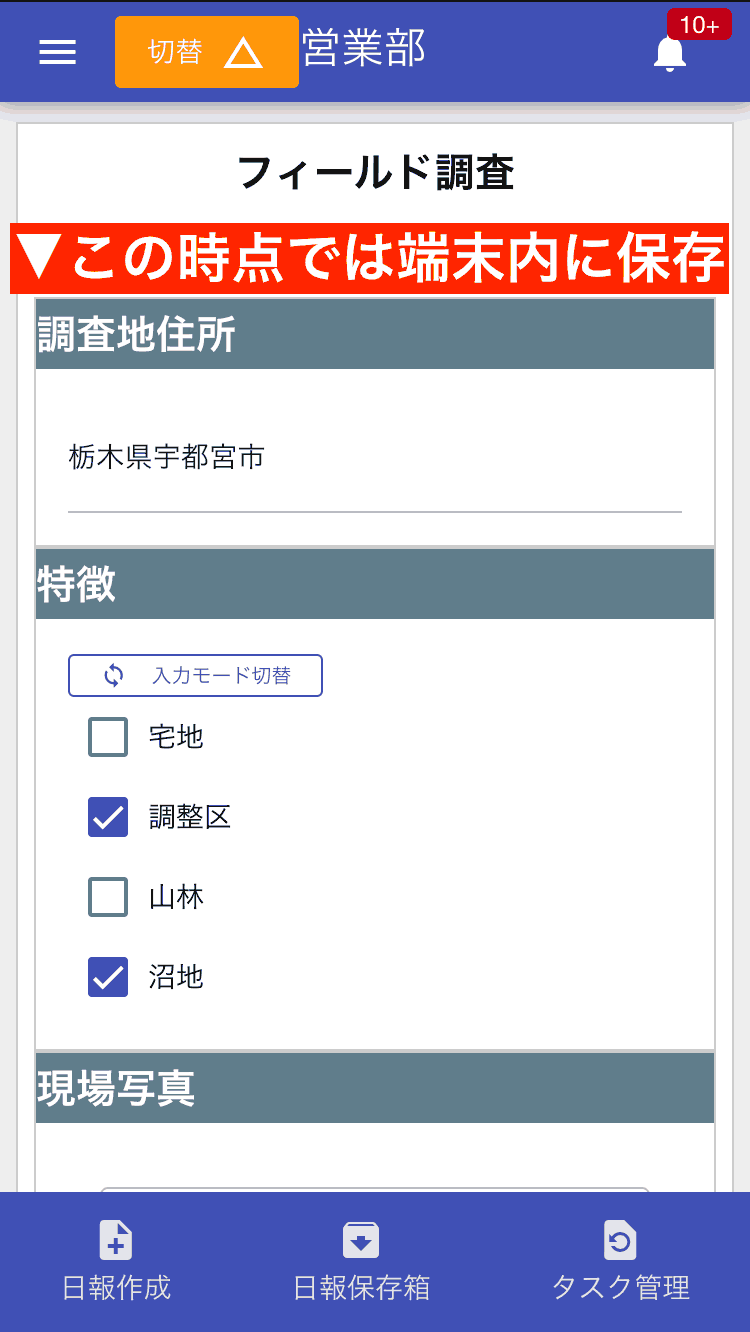 10+
切替 △ 営業部
フィールド調査
▼この時点では端末内に保存
調査地住所
栃木県宇都宮市
特徴
入力モード切替
宅地
調整区
山林
沼地
現場写真
日報作成 日報保存箱 タスク管理